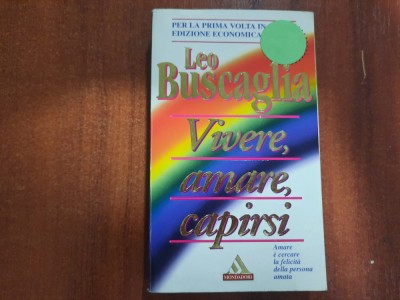 PER LA PRIMA VOLTA IN
EDIZIONE ECONOMICA
Leo
Buscaglia
Vivere,
amare,
capirsi
Amare
è cercare
la felicità
della persona
amata
MONDADORI